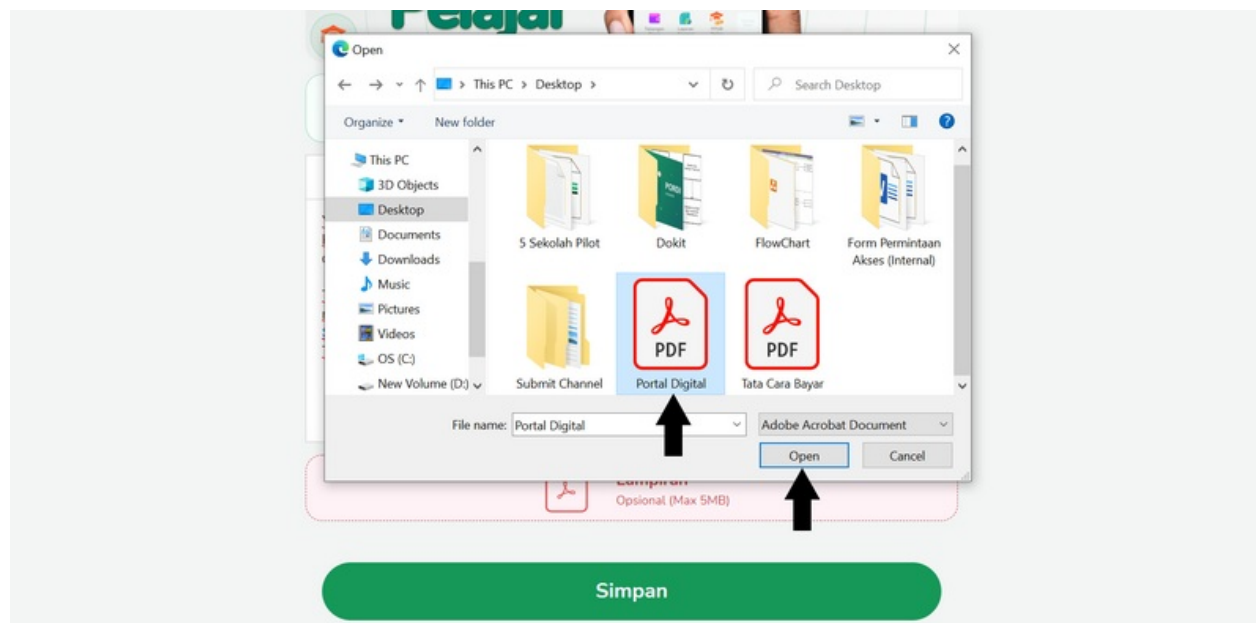 Pelajar
Open
This PC > Desktop >
Search Desktop
Organize
New folder
This PC
3D Objects
Desktop
Documents
Downloads
Music
Pictures
Videos
OS (C:)
New Volume (D:)
5 Sekolah Pilot
Dokit
FlowChart
Form Permintaan
Akses (Internal)
PDF
PDF
Submit Channel
Portal Digital
Tata Cara Bayar
File name: Portal Digital
Adobe Acrobat Document
Open
Cancel
Lampiran
Opsional (Max 5MB)
Simpan